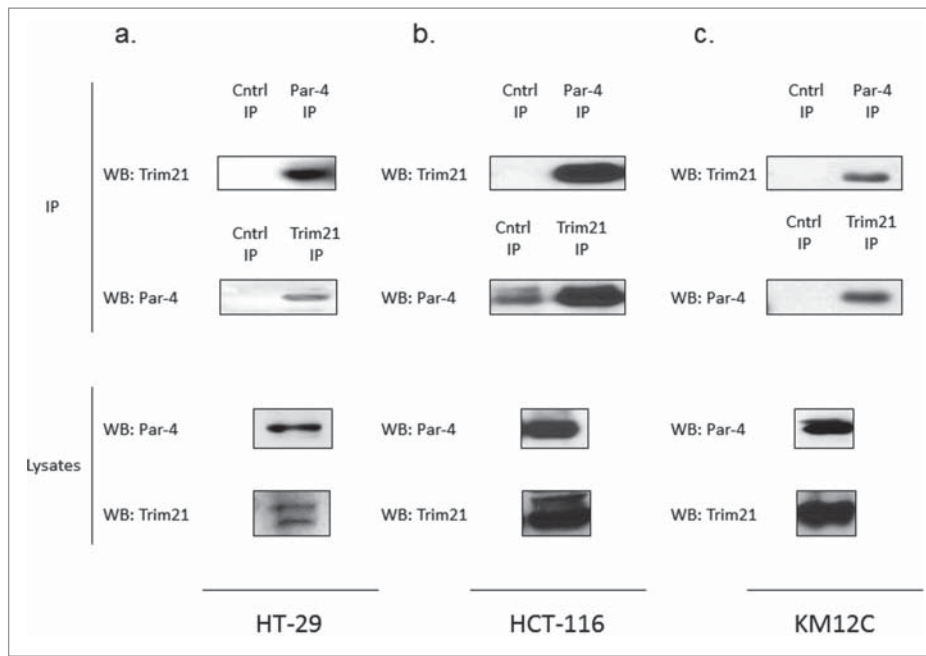 a. b. c.
Cntrl IP Par-4 IP Cntrl IP Par-4 IP Cntrl IP Par-4 IP
WB: Trim21 WB: Trim21 WB: Trim21
IP
Cntrl IP Trim21 IP Cntrl IP Trim21 IP Cntrl IP Trim21 IP
WB: Par-4 WB: Par-4 WB: Par-4
WB: Par-4 WB: Par-4 WB: Par-4
Lysates
WB: Trim21 WB: Trim21 WB: Trim21
HT-29 HCT-116 KM12C